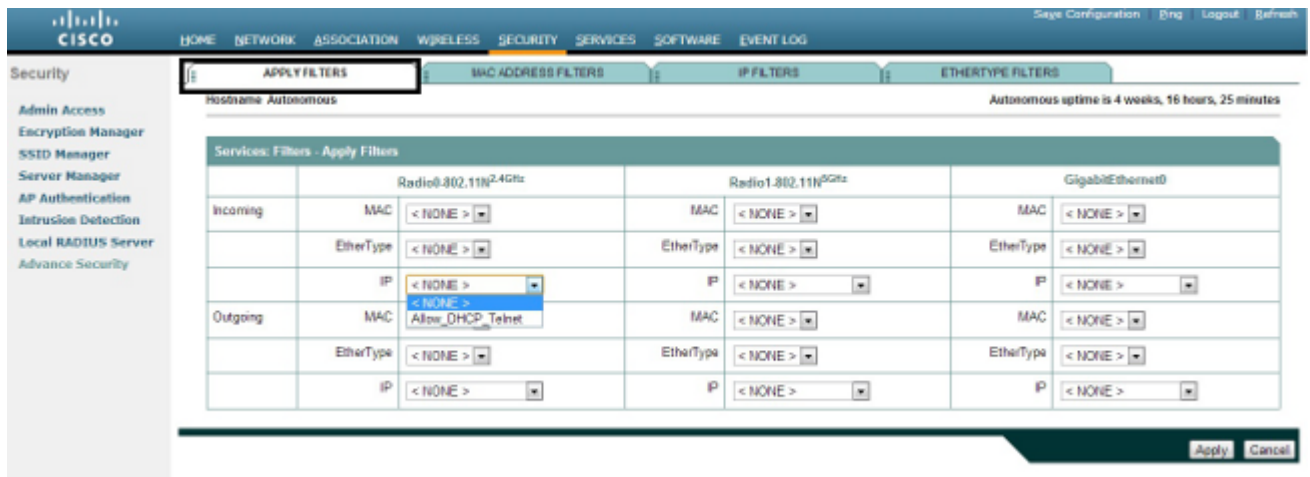 Save Configuration Ping Logout Refresh
CISCO
HOME NETWORK ASSOCIATION WIRELESS SECURITY SERVICES SOFTWARE EVENT LOG
Security
APPLY FILTERS MAC ADDRESS FILTERS IP FILTERS ETHERTYPE FILTERS
Hostname Autonomous Autonomous uptime is 4 weeks, 16 hours, 25 minutes
Admin Access
Encryption Manager
SSID Manager
Server Manager
AP Authentication
Intrusion Detection
Local RADIUS Server
Advance Security
Services: Filters - Apply Filters
Radio0-802.11N2.4GHz Radio1-802.11N5GHz GigabitEthernet0
Incoming MAC < NONE > MAC < NONE > MAC < NONE >
EtherType < NONE > EtherType < NONE > EtherType < NONE >
IP < NONE > IP < NONE > IP < NONE >
< NONE >
Outgoing MAC Allow_DHCP_Telnet MAC < NONE > MAC < NONE >
EtherType < NONE > EtherType < NONE > EtherType < NONE >
IP < NONE > IP < NONE > IP < NONE >
Apply Cancel